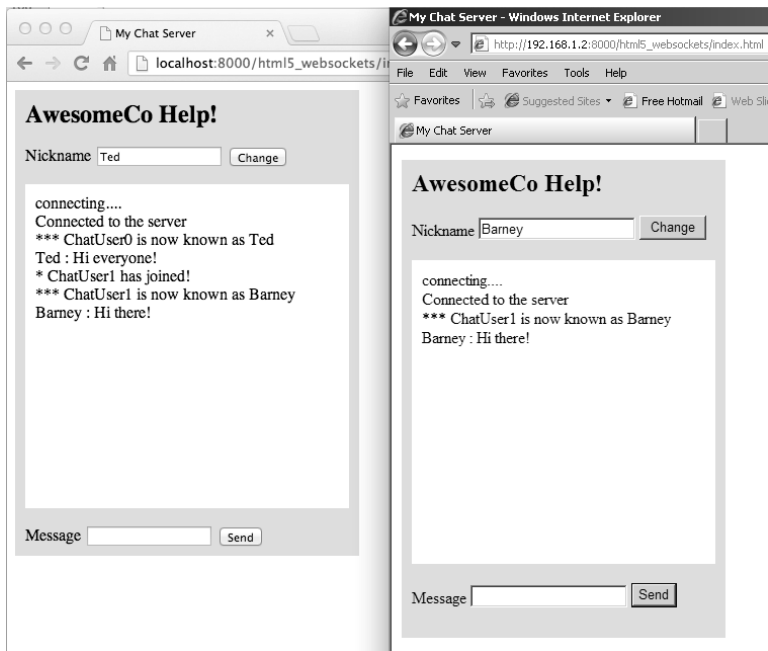 My Chat Server
localhost:8000/html5_websockets/i
AwesomeCo Help!
Nickname Ted Change
connecting....
Connected to the server
*** ChatUser0 is now known as Ted
Ted : Hi everyone!
* ChatUser1 has joined!
*** ChatUser1 is now known as Barney
Barney : Hi there!
Message Send
My Chat Server - Windows Internet Explorer
http://192.168.1.2:8000/html5_websockets/index.html
File Edit View Favorites Tools Help
Favorites Suggested Sites Free Hotmail Web Sli
My Chat Server
AwesomeCo Help!
Nickname Barney Change
connecting....
Connected to the server
*** ChatUser1 is now known as Barney
Barney : Hi there!
Message Send